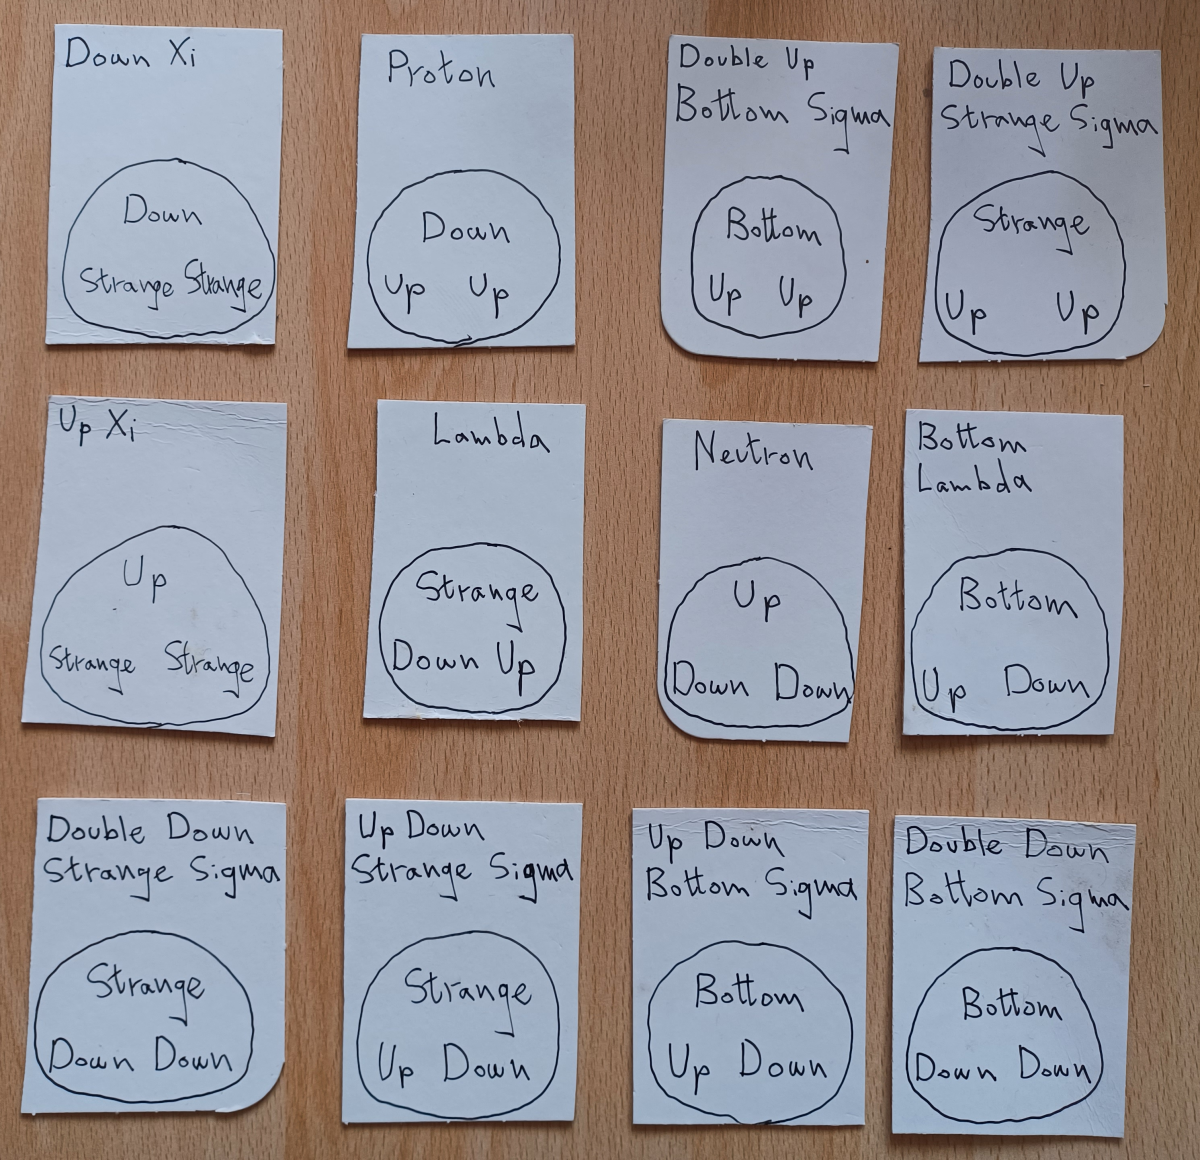 Down Xi
Down
Strange Strange
Proton
Down
Up Up
Double Up
Bottom Sigma
Bottom
Up Up
Double Up
Strange Sigma
Strange
Up Up
Up Xi
Up
Strange Strange
Lambda
Strange
Down Up
Neutron
Up
Down Down
Bottom
Lambda
Bottom
Up Down
Double Down
Strange Sigma
Strange
Down Down
Up Down
Strange Sigma
Strange
Up Down
Up Down
Bottom Sigma
Bottom
Up Down
Double Down
Bottom Sigma
Bottom
Down Down